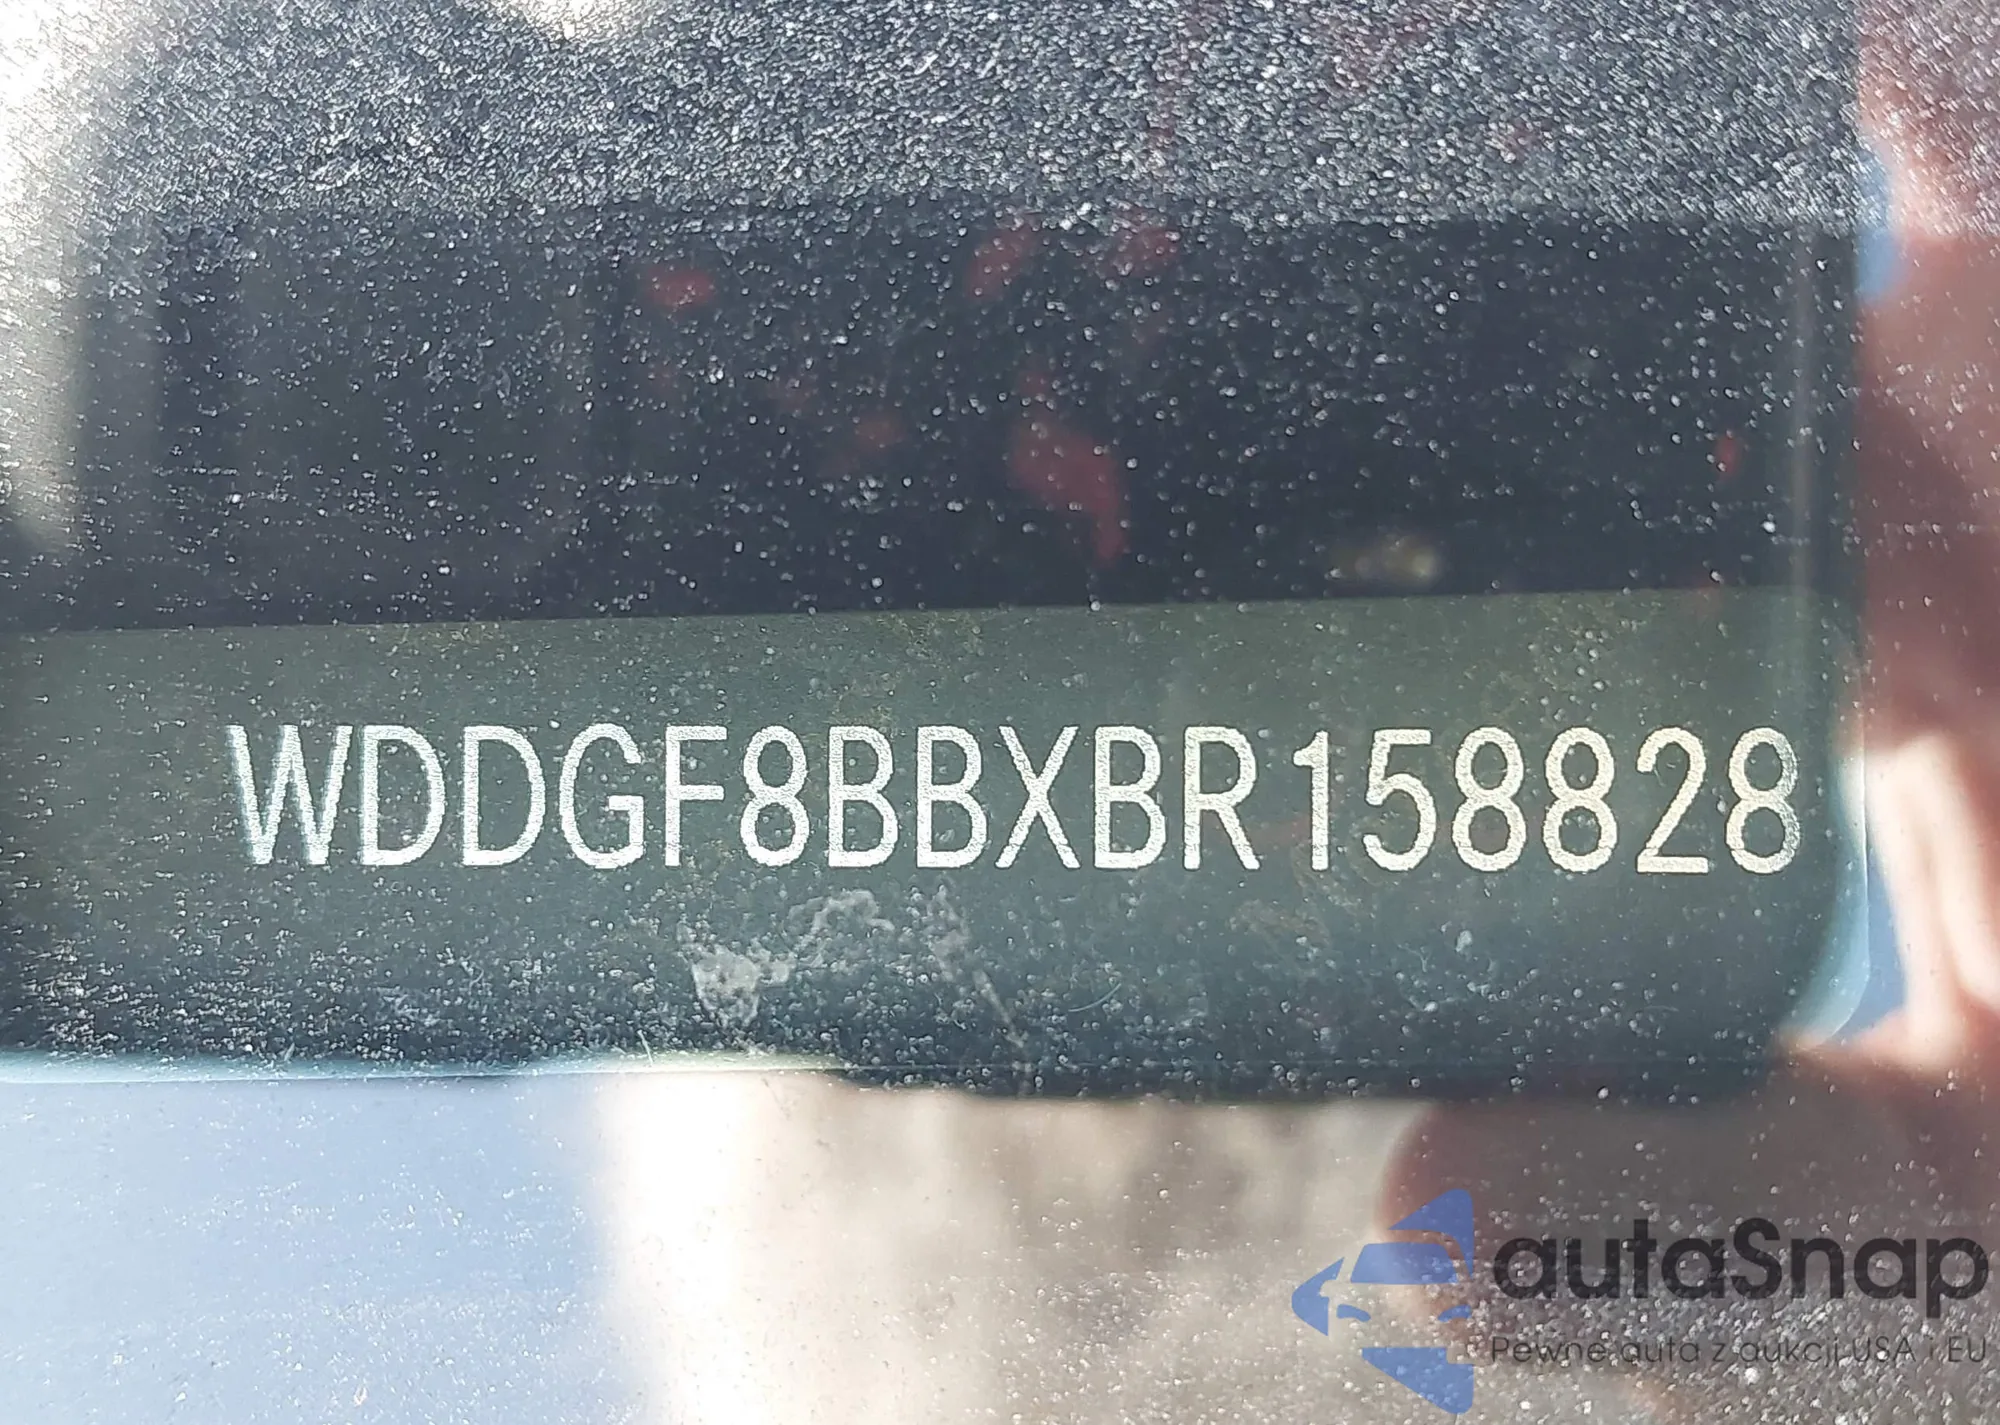 WDDGF8BBXBR158828
autaSnap
Pewne auta z aukcji USA i EU